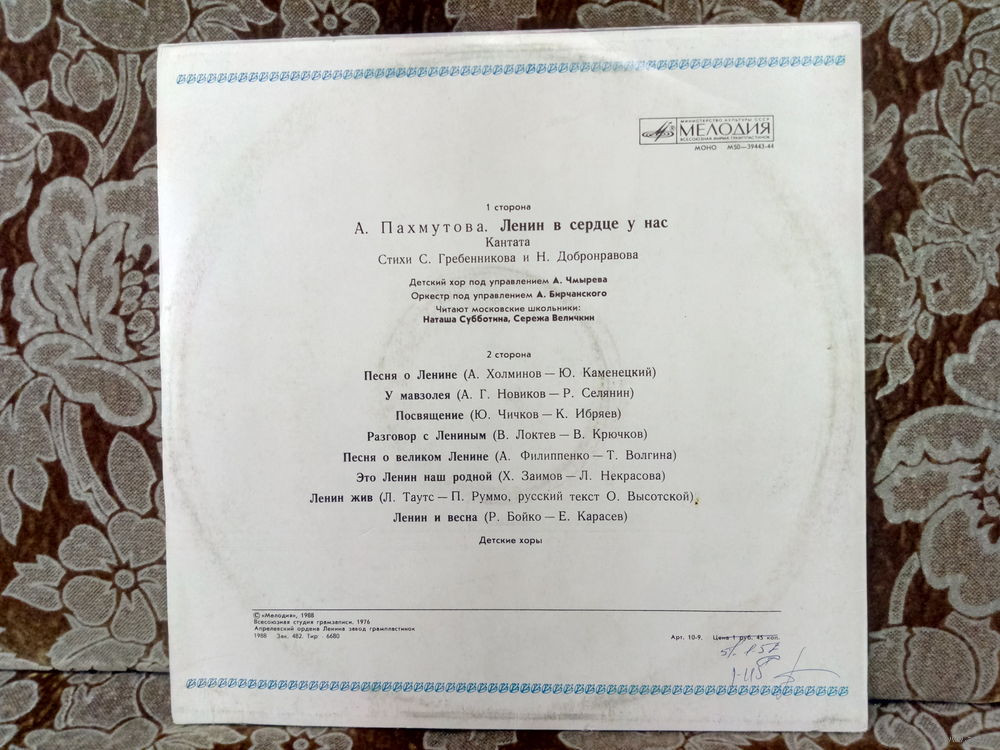 МИНИСТЕРСТВО КУЛЬТУРЫ СССР
МЕЛОДИЯ
ВСЕСОЮЗНАЯ ФИРМА ГРАМПЛАСТИНОК
МОНО М50—39443-44
1 сторона
А. Пахмутова. Ленин в сердце у нас
Кантата
Стихи С. Гребенникова и Н. Добронравова
Детский хор под управлением А. Чмырева
Оркестр под управлением А. Бирчанского
Читают московские школьники:
Наташа Субботина, Сережа Величкин
2 сторона
Песня о Ленине (А. Холминов — Ю. Каменецкий)
У мавзолея (А. Г. Новиков — Р. Селянин)
Посвящение (Ю. Чичков — К. Ибряев)
Разговор с Лениным (В. Локтев — В. Крючков)
Песня о великом Ленине (А. Филиппенко — Т. Волгина)
Это Ленин наш родной (Х. Заимов — Л. Некрасова)
Ленин жив (Л. Таутс — П. Руммо, русский текст О. Высотской)
Ленин и весна (Р. Бойко — Е. Карасев)
Детские хоры
© «Мелодия», 1988
Всесоюзная студия грамзаписи, 1976
Апрелевский ордена Ленина завод грампластинок
1988 Зак. 482. Тир. 6680
Арт. 10-9. Цена 1 руб. 45 коп.